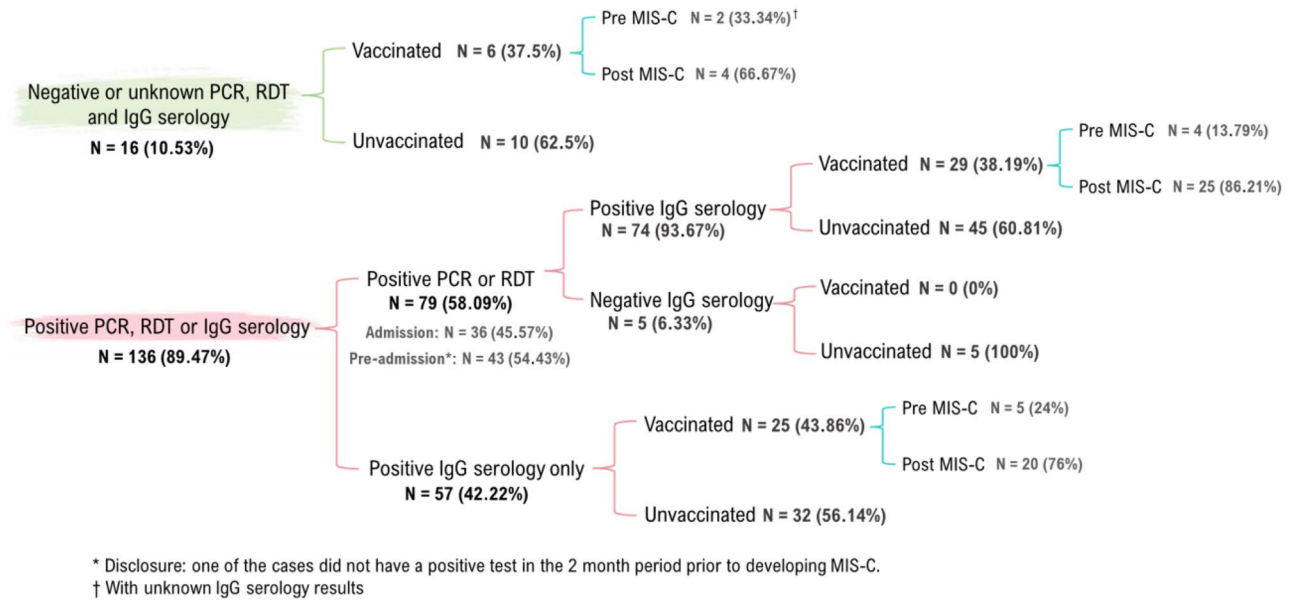 Negative or unknown PCR, RDT
and IgG serology
N = 16 (10.53%)
Vaccinated N = 6 (37.5%)
Pre MIS-C N = 2 (33.34%)†
Post MIS-C N = 4 (66.67%)
Unvaccinated N = 10 (62.5%)
Positive PCR, RDT or IgG serology
N = 136 (89.47%)
Positive PCR or RDT
N = 79 (58.09%)
Admission: N = 36 (45.57%)
Pre-admission*: N = 43 (54.43%)
Positive IgG serology
N = 74 (93.67%)
Vaccinated N = 29 (38.19%)
Pre MIS-C N = 4 (13.79%)
Post MIS-C N = 25 (86.21%)
Unvaccinated N = 45 (60.81%)
Negative IgG serology
N = 5 (6.33%)
Vaccinated N = 0 (0%)
Unvaccinated N = 5 (100%)
Positive IgG serology only
N = 57 (42.22%)
Vaccinated N = 25 (43.86%)
Pre MIS-C N = 5 (24%)
Post MIS-C N = 20 (76%)
Unvaccinated N = 32 (56.14%)
* Disclosure: one of the cases did not have a positive test in the 2 month period prior to developing MIS-C.
† With unknown IgG serology results